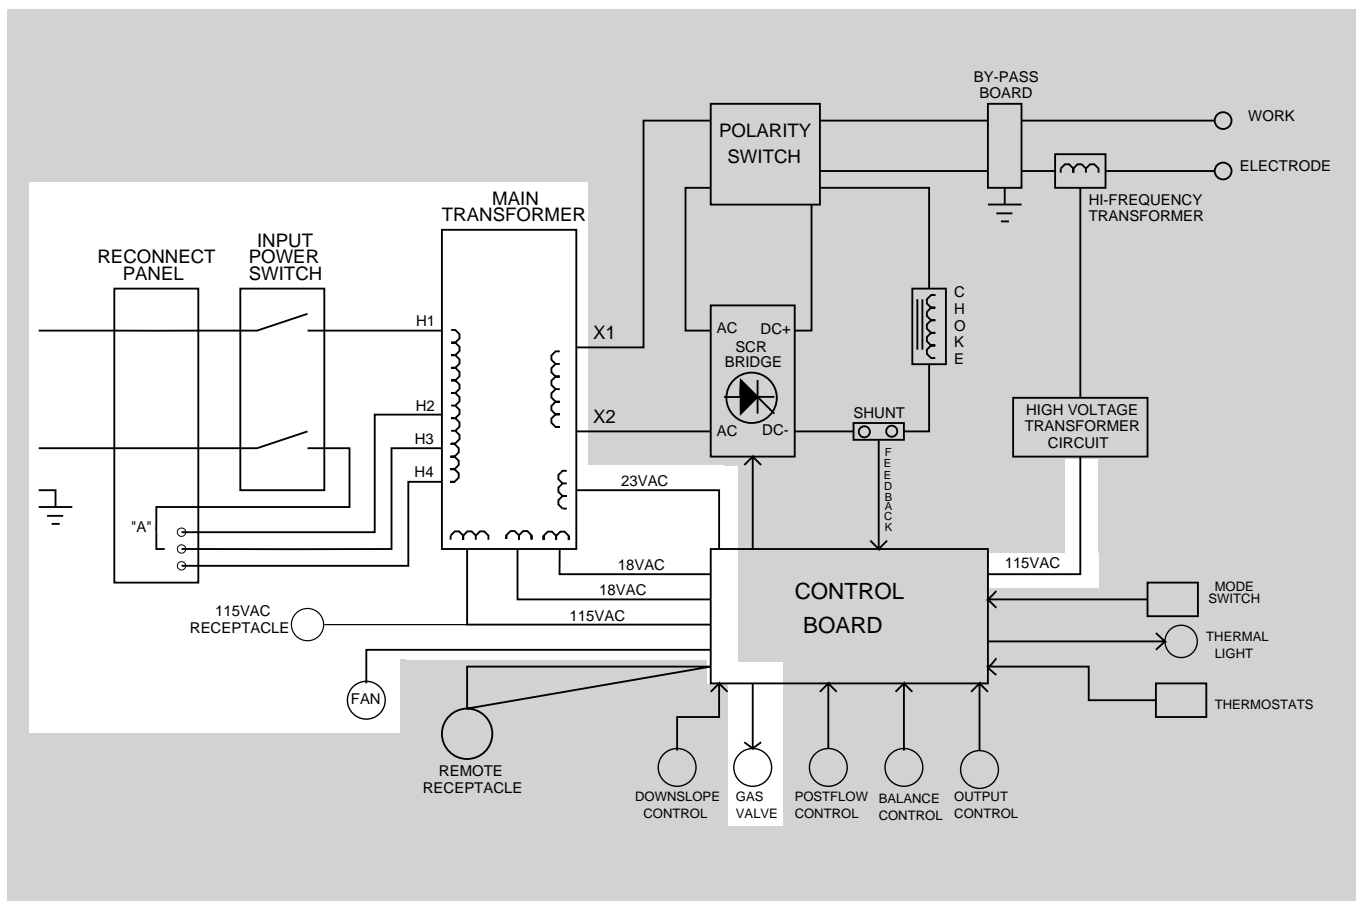 BY-PASS
BOARD
WORK
POLARITY
SWITCH
ELECTRODE
HI-FREQUENCY
TRANSFORMER
MAIN
TRANSFORMER
INPUT
POWER
SWITCH
RECONNECT
PANEL
H1
X1
AC
DC+
SCR
BRIDGE
CHOKE
H2
X2
AC
DC-
SHUNT
HIGH VOLTAGE
TRANSFORMER
CIRCUIT
H3
H4
23VAC
FEEDBACK
"A"
18VAC
115VAC
18VAC
CONTROL
BOARD
MODE
SWITCH
115VAC
RECEPTACLE
115VAC
THERMAL
LIGHT
FAN
THERMOSTATS
REMOTE
RECEPTACLE
DOWNSLOPE
CONTROL
GAS
VALVE
POSTFLOW
CONTROL
BALANCE
CONTROL
OUTPUT
CONTROL